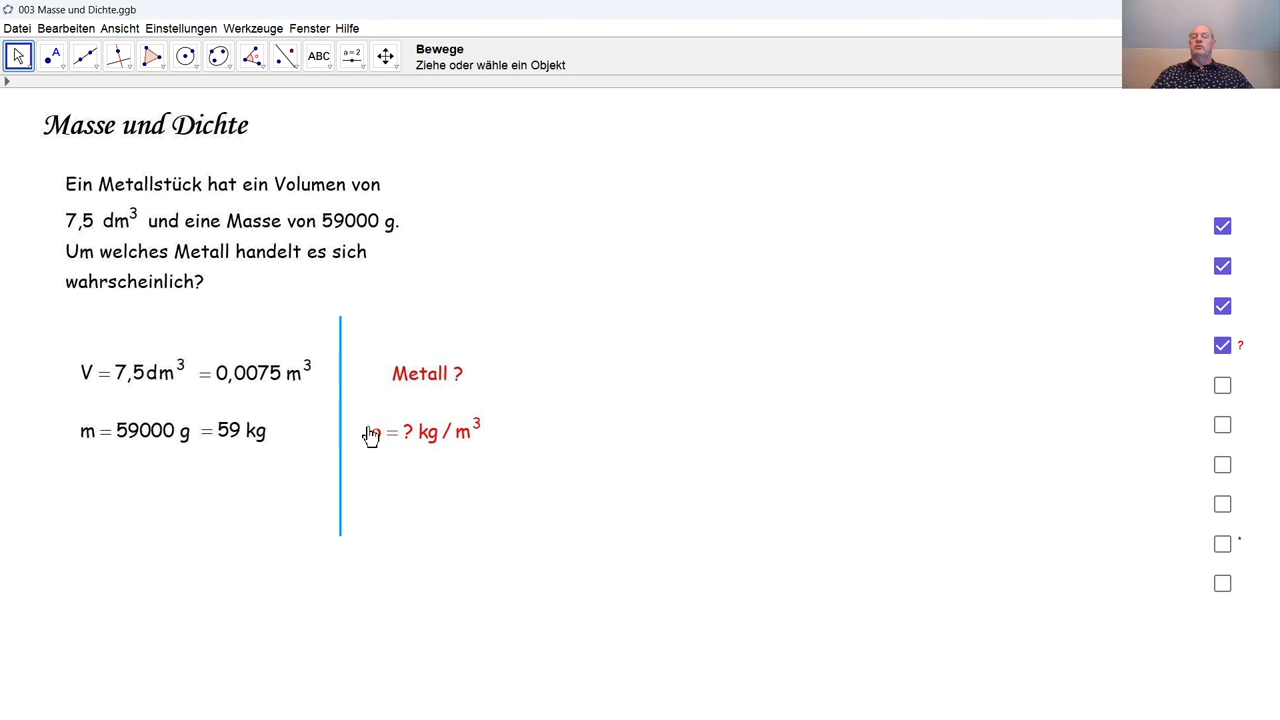 003 Masse und Dichte.ggb
Datei Bearbeiten Ansicht Einstellungen Werkzeuge Fenster Hilfe
A
ABC
a=2
Bewege
Ziehe oder wähle ein Objekt
Masse und Dichte
Ein Metallstück hat ein Volumen von
7,5 dm³ und eine Masse von 59000 g.
Um welches Metall handelt es sich
wahrscheinlich?
V = 7,5dm³ = 0,0075 m³
Metall ?
m = 59000 g = 59 kg
= ? kg / m³
?
*